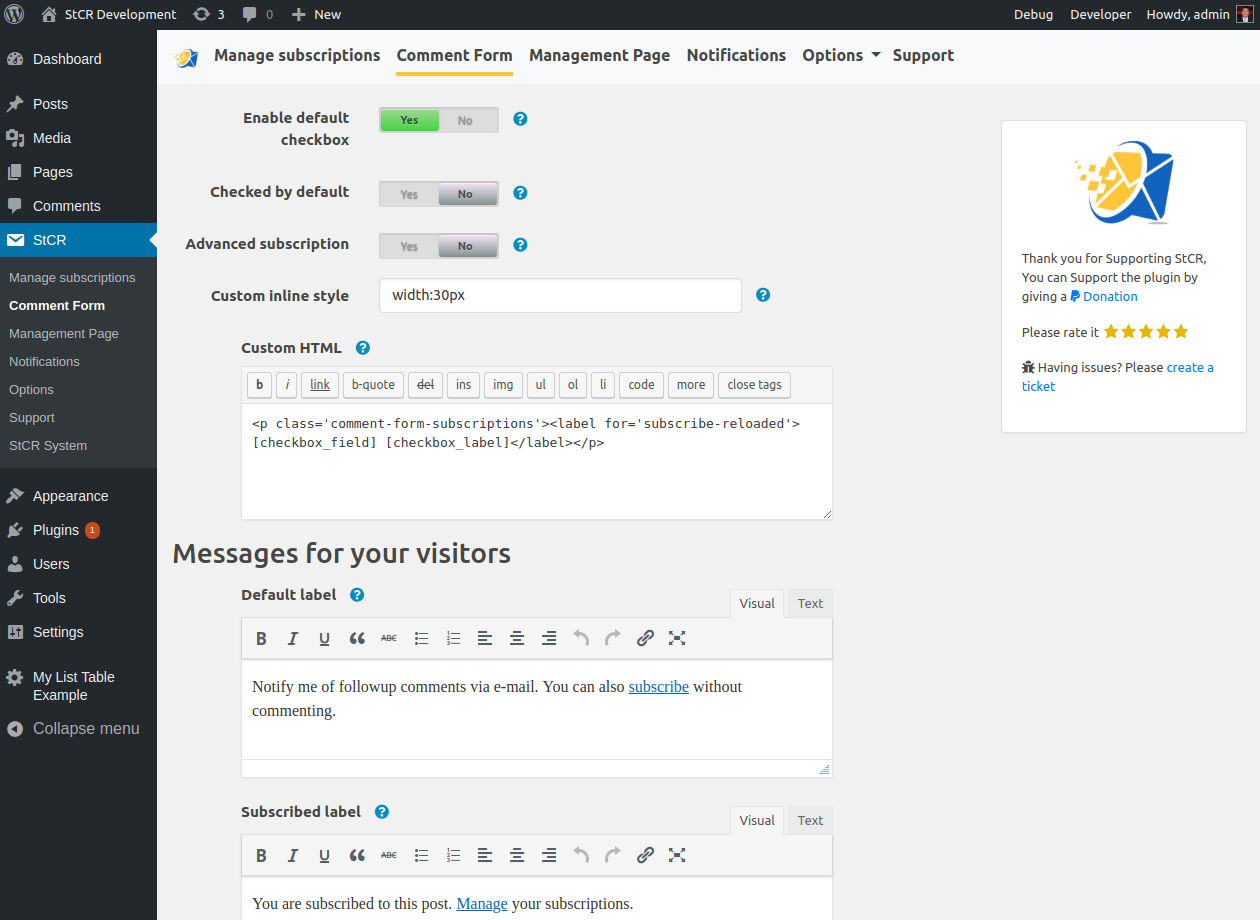 StCR Development 3 0 New Debug Developer Howdy, admin
Dashboard
Posts
Media
Pages
Comments
StCR
Manage subscriptions
Comment Form
Management Page
Notifications
Options
Support
StCR System
Appearance
Plugins 1
Users
Tools
Settings
My List Table
Example
Collapse menu
Manage subscriptions Comment Form Management Page Notifications Options Support
Enable default
checkbox
Yes No ?
Checked by default Yes No ?
Advanced subscription Yes No ?
Custom inline style width:30px ?
Custom HTML ?
b i link b-quote del ins img ul ol li code more close tags
<p class='comment-form-subscriptions'><label for='subscribe-reloaded'>
[checkbox_field] [checkbox_label]</label></p>
Messages for your visitors
Default label ? Visual Text
B I U ABC
Notify me of followup comments via e-mail. You can also subscribe without
commenting.
Subscribed label ? Visual Text
B I U ABC
You are subscribed to this post. Manage your subscriptions.
Thank you for Supporting StCR,
You can Support the plugin by
giving a Donation
Please rate it
Having issues? Please create a
ticket